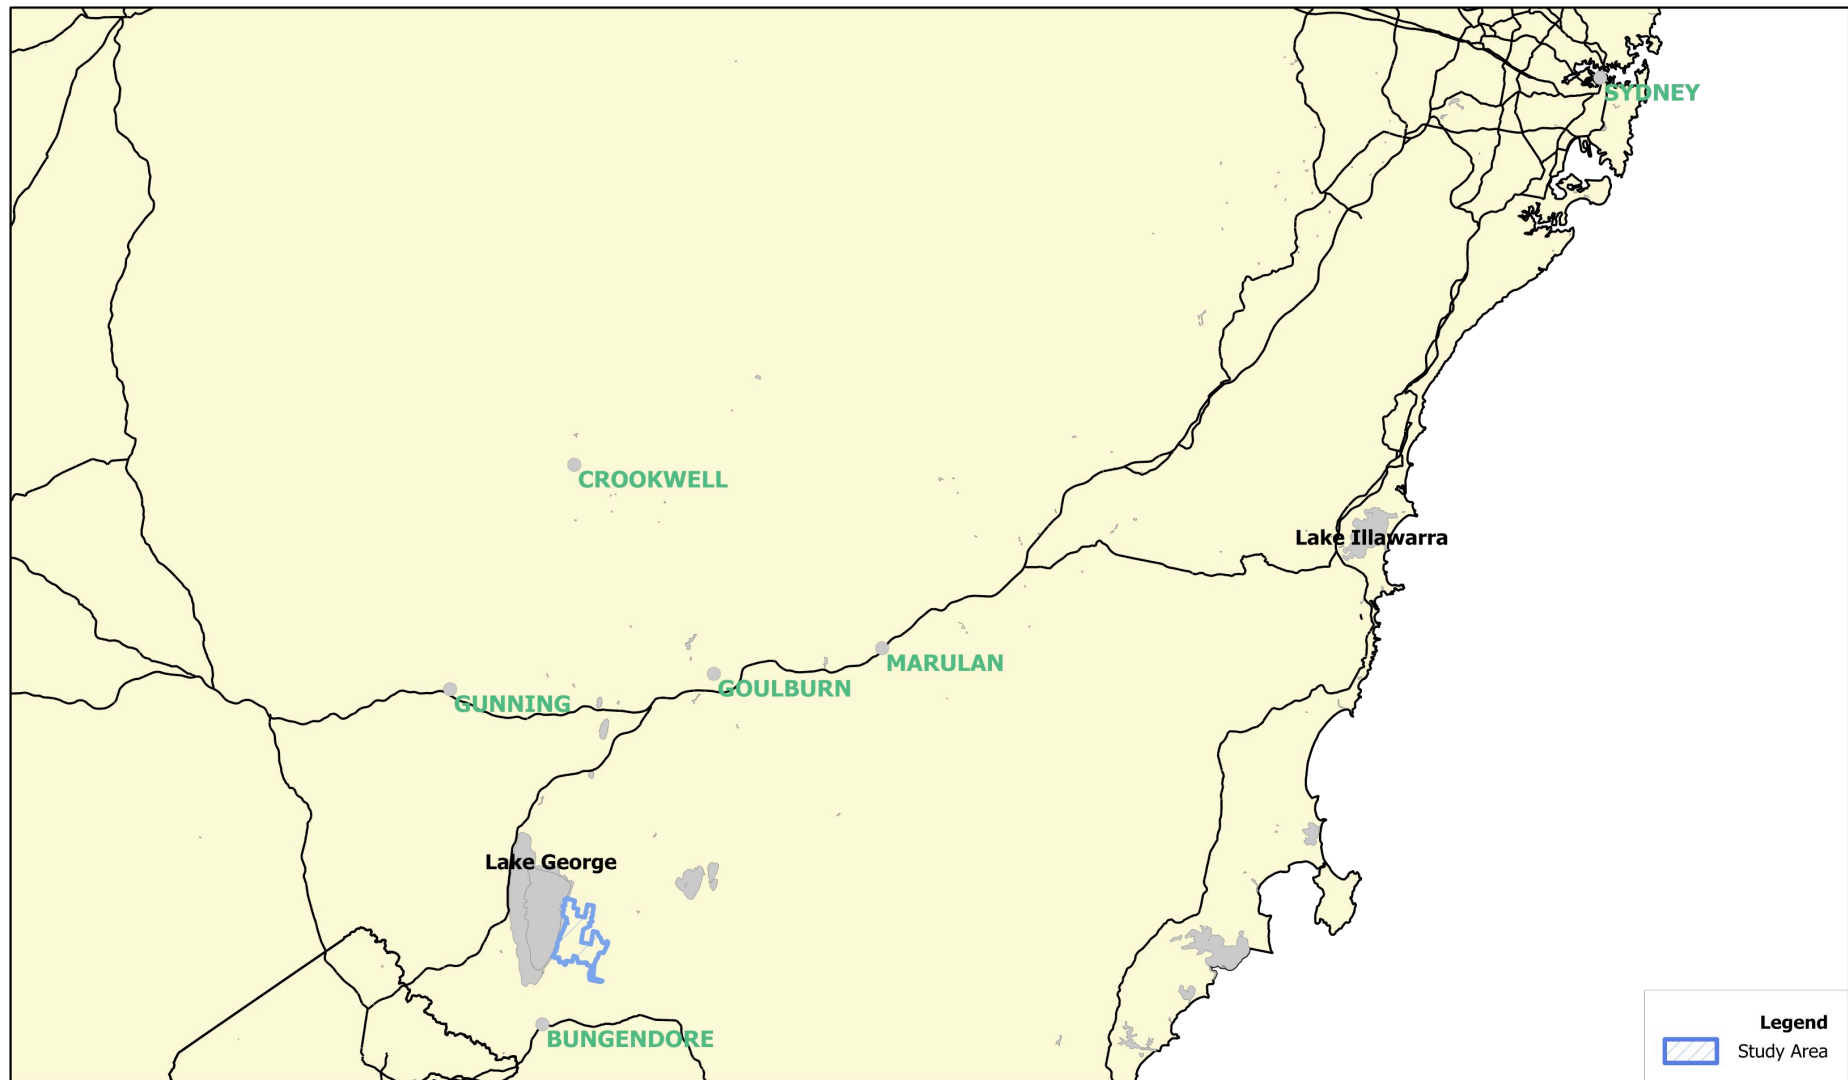 SYDNEY
CROOKWELL
Lake Illawarra
MARULAN
GOULBURN
GUNNING
Lake George
BUNGENDORE
Legend
Study Area